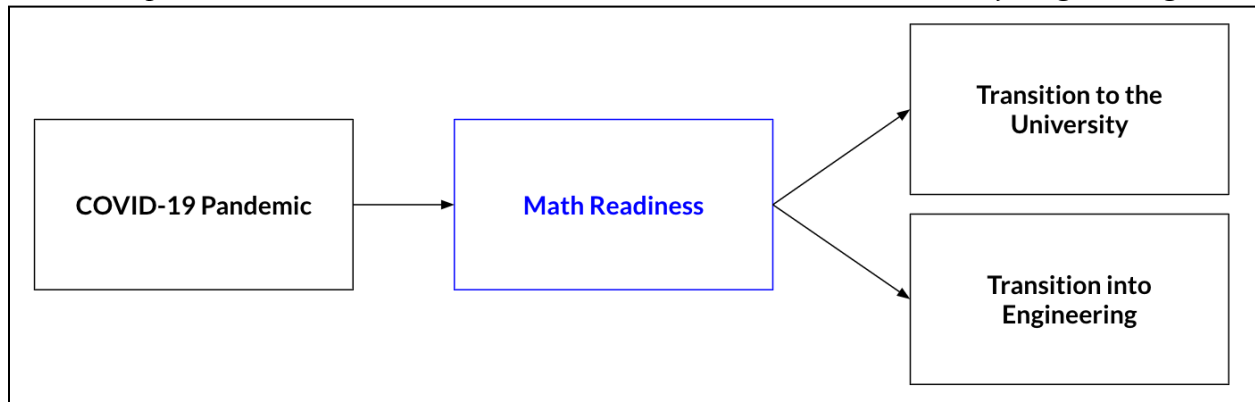 COVID-19 Pandemic
Math Readiness
Transition to the
University
Transition into
Engineering